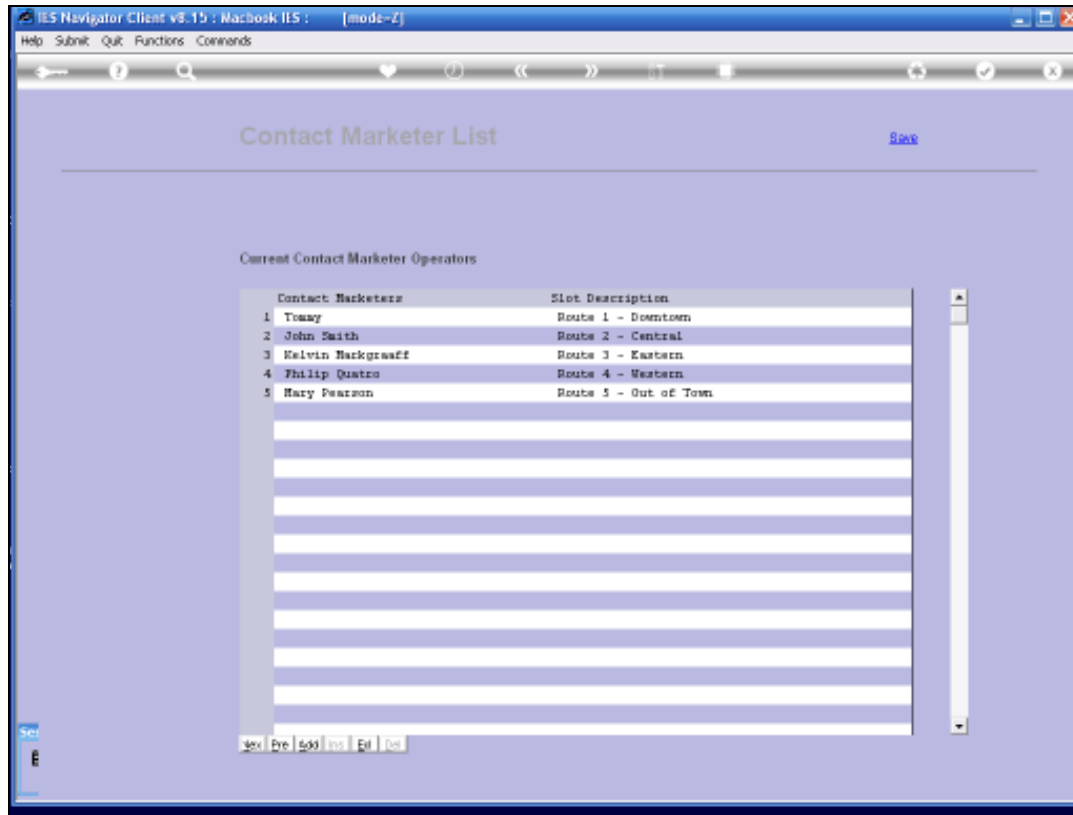 IES Navigator Client v8.15 : Macbosk IES : [mode=Z]
Help Submit Quit Functions Commands
Contact Marketer List
Save
Current Contact Marketer Operators
Contact Marketers Slot Description
1 Tommy Route 1 - Downtown
2 John Smith Route 2 - Central
3 Kelvin Markgraaff Route 3 - Eastern
4 Philip Quatro Route 4 - Western
5 Mary Pearson Route 5 - Out of Town
Nex Pre Add Ins Del